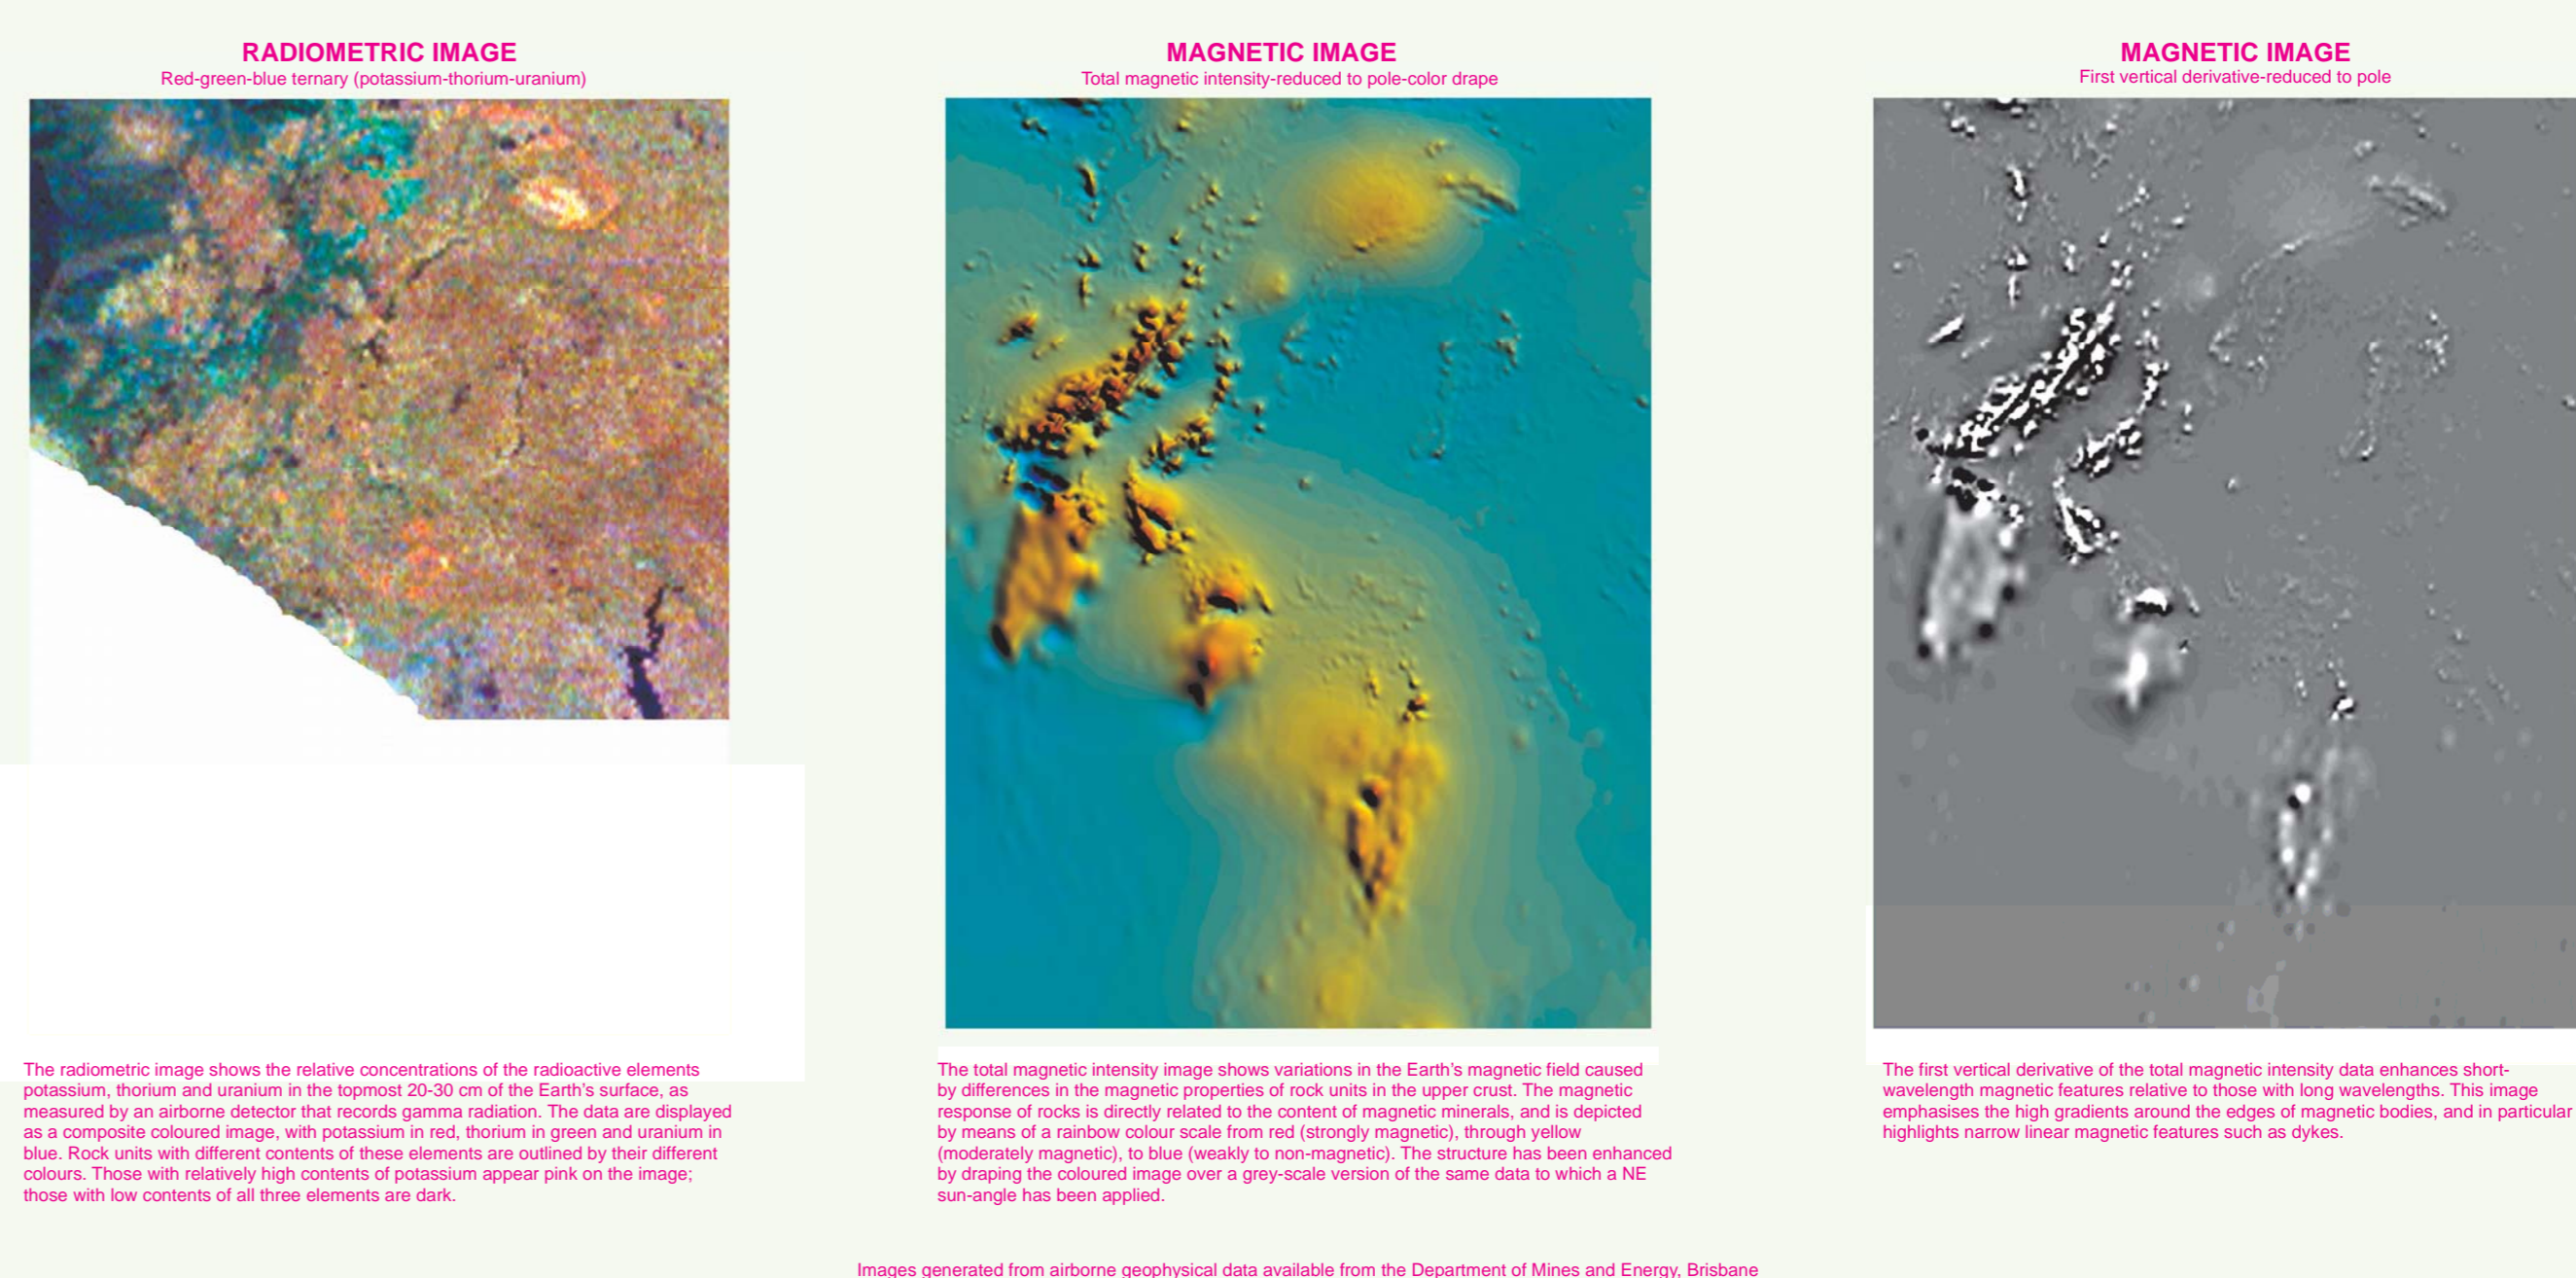 RADIOMETRIC IMAGE
Red-green-blue ternary (potassium-thorium-uranium)
The radiometric image shows the relative concentrations of the radioactive elements
potassium, thorium and uranium in the topmost 20-30 cm of the Earth's surface, as
measured by an airborne detector that records gamma radiation. The data are displayed
as a composite coloured image, with potassium in red, thorium in green and uranium in
blue. Rock units with different contents of these elements are outlined by their different
colours. Those with relatively high contents of potassium appear pink on the image;
those with low contents of all three elements are dark.
MAGNETIC IMAGE
Total magnetic intensity-reduced to pole-color drape
The total magnetic intensity image shows variations in the Earth's magnetic field caused
by differences in the magnetic properties of rock units in the upper crust. The magnetic
response of rocks is directly related to the content of magnetic minerals, and is depicted
by means of a rainbow colour scale from red (strongly magnetic), through yellow
(moderately magnetic), to blue (weakly to non-magnetic). The structure has been enhanced
by draping the coloured image over a grey-scale version of the same data to which a NE
sun-angle has been applied.
MAGNETIC IMAGE
First vertical derivative-reduced to pole
The first vertical derivative of the total magnetic intensity data enhances short-
wavelength magnetic features relative to those with long wavelengths. This image
emphasises the high gradients around the edges of magnetic bodies, and in particular
highlights narrow linear magnetic features such as dykes.
Images generated from airborne geophysical data available from the Department of Mines and Energy, Brisbane